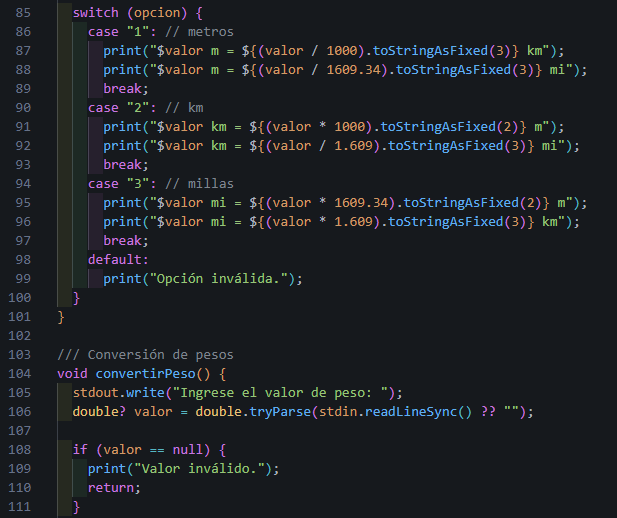 85 switch (opcion) {
86 case "1": // metros
87 print("$valor m = ${(valor / 1000).toStringAsFixed(3)} km");
88 print("$valor m = ${(valor / 1609.34).toStringAsFixed(3)} mi");
89 break;
90 case "2": // km
91 print("$valor km = ${(valor * 1000).toStringAsFixed(2)} m");
92 print("$valor km = ${(valor / 1.609).toStringAsFixed(3)} mi");
93 break;
94 case "3": // millas
95 print("$valor mi = ${(valor * 1609.34).toStringAsFixed(2)} m");
96 print("$valor mi = ${(valor * 1.609).toStringAsFixed(3)} km");
97 break;
98 default:
99 print("Opción inválida.");
100 }
101 }
102
103 /// Conversión de pesos
104 void convertirPeso() {
105 stdout.write("Ingrese el valor de peso: ");
106 double? valor = double.tryParse(stdin.readLineSync() ?? "");
107
108 if (valor == null) {
109 print("Valor inválido.");
110 return;
111 }